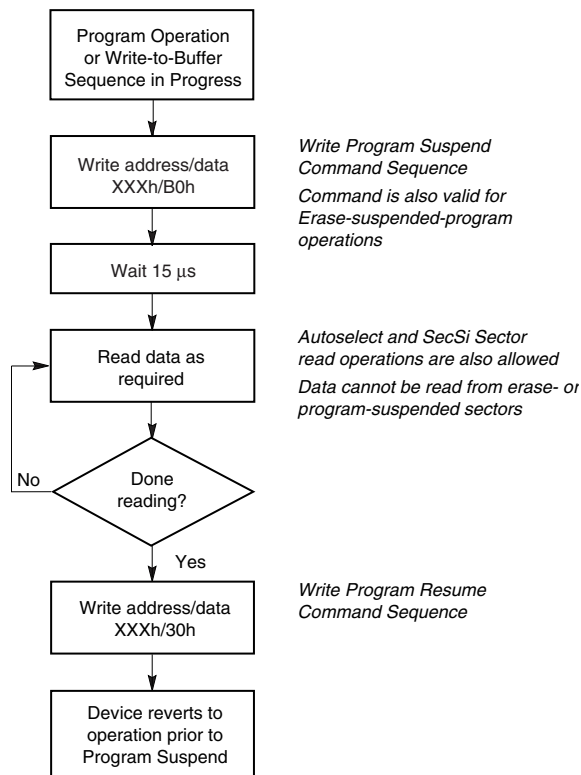 Program Operation
or Write-to-Buffer
Sequence in Progress
Write address/data
XXXh/B0h
Write Program Suspend
Command Sequence
Command is also valid for
Erase-suspended-program
operations
Wait 15 μs
Read data as
required
Autoselect and SecSi Sector
read operations are also allowed
Data cannot be read from erase- or
program-suspended sectors
No
Done
reading?
Yes
Write address/data
XXXh/30h
Write Program Resume
Command Sequence
Device reverts to
operation prior to
Program Suspend